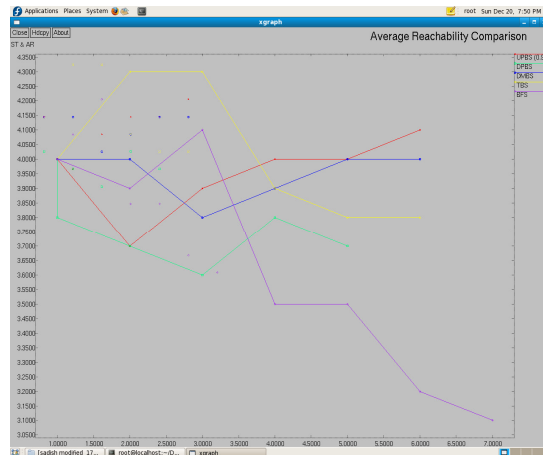 Applications Places System root Sun Dec 20, 7:50 PM
xgraph
Close Hdcpy About
Average Reachability Comparison
ST & AR
4.3500
4.3000
4.2500
4.2000
4.1500
4.1000
4.0500
4.0000
3.9500
3.9000
3.8500
3.8000
3.7500
3.7000
3.6500
3.6000
3.5500
3.5000
3.4500
3.4000
3.3500
3.3000
3.2500
3.2000
3.1500
3.1000
3.0500
UPBS (0.9
DPBS
DMBS
TBS
BFS
1.0000 1.5000 2.0000 2.5000 3.0000 3.5000 4.0000 4.5000 5.0000 5.5000 6.0000 6.5000 7.0000
[sadish modified_17... root@localhost:~/D... xgraph